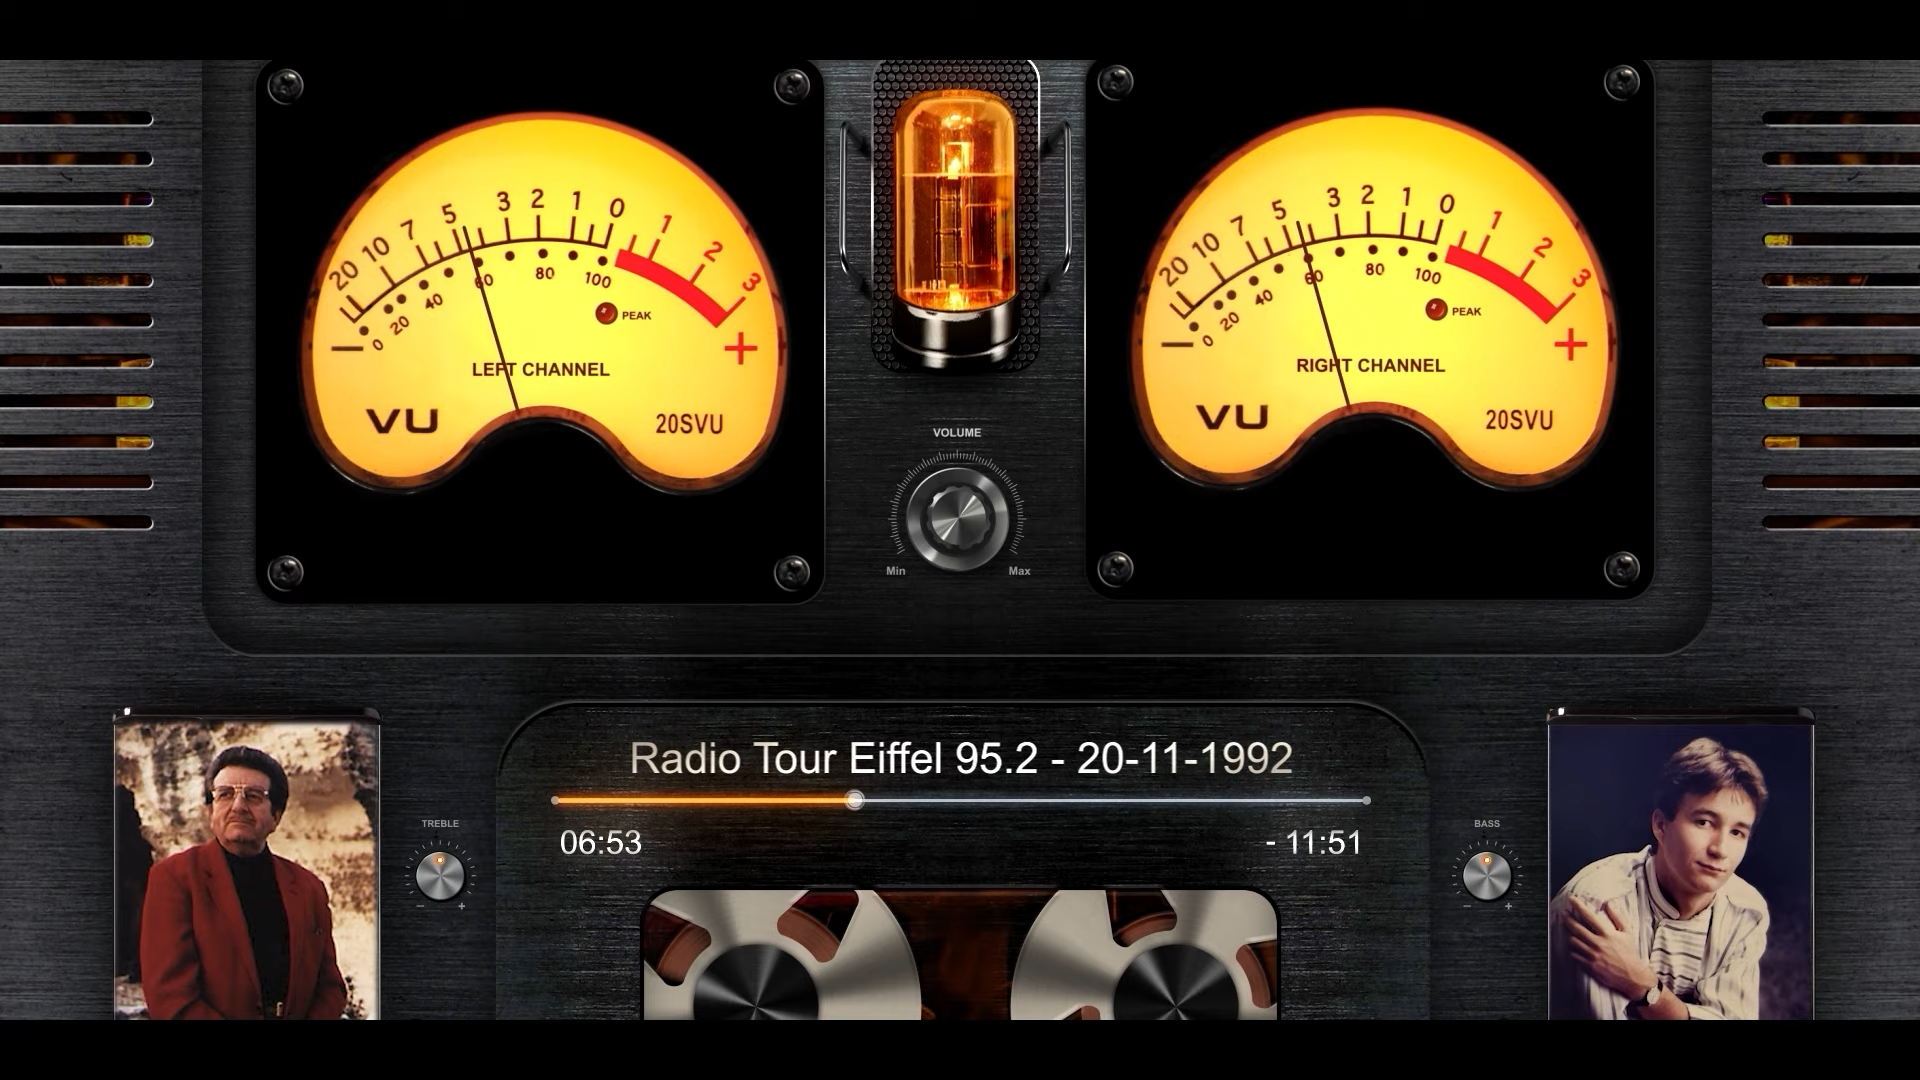 20 10 7 5 3 2 1 0 1 2 3
0 20 40 60 80 100
PEAK
LEFT CHANNEL
VU
20SVU
20 10 7 5 3 2 1 0 1 2 3
0 20 40 60 80 100
PEAK
RIGHT CHANNEL
VU
20SVU
VOLUME
Min Max
Radio Tour Eiffel 95.2 - 20-11-1992
06:53
- 11:51
TREBLE
- +
BASS
- +